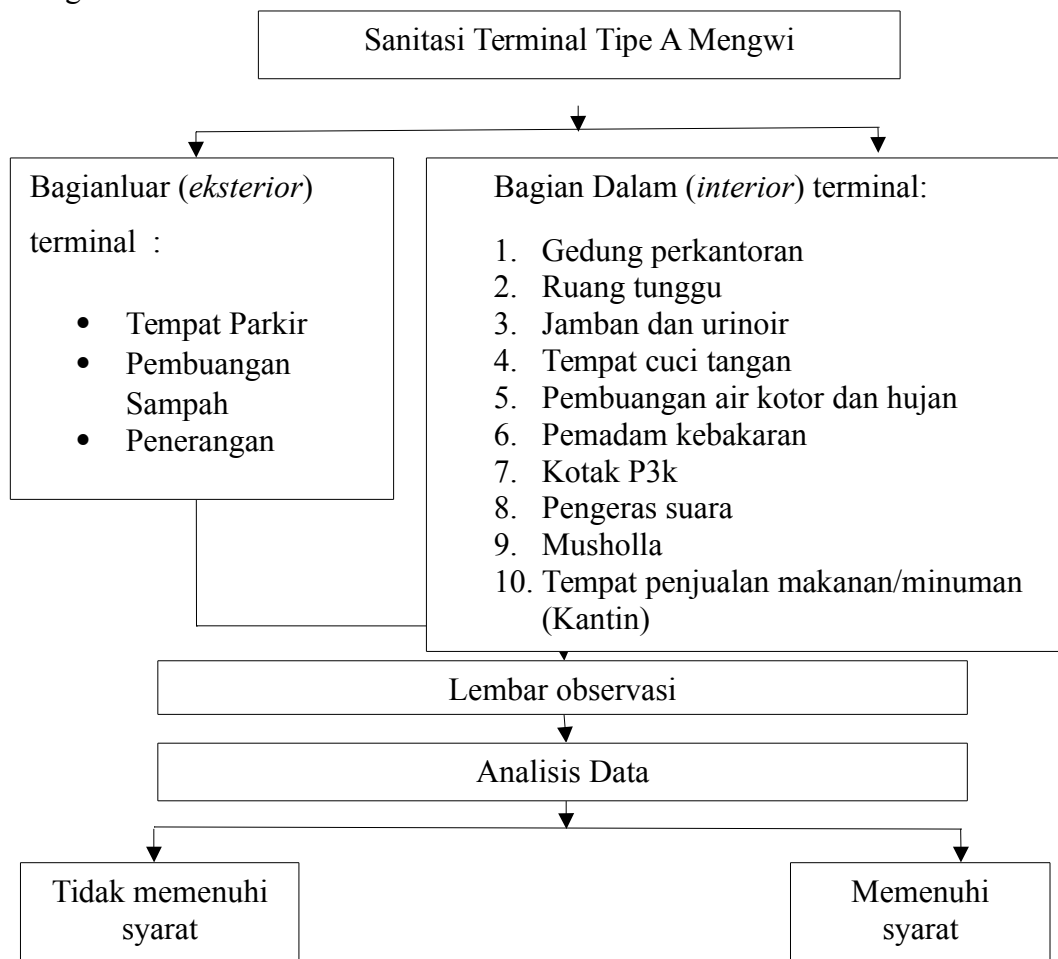 Sanitasi Terminal Tipe A Mengwi
Bagianluar (eksterior)
terminal :
• Tempat Parkir
• Pembuangan
Sampah
• Penerangan
Bagian Dalam (interior) terminal:
1. Gedung perkantoran
2. Ruang tunggu
3. Jamban dan urinoir
4. Tempat cuci tangan
5. Pembuangan air kotor dan hujan
6. Pemadam kebakaran
7. Kotak P3k
8. Pengeras suara
9. Musholla
10. Tempat penjualan makanan/minuman
(Kantin)
Lembar observasi
Analisis Data
Tidak memenuhi
syarat
Memenuhi
syarat